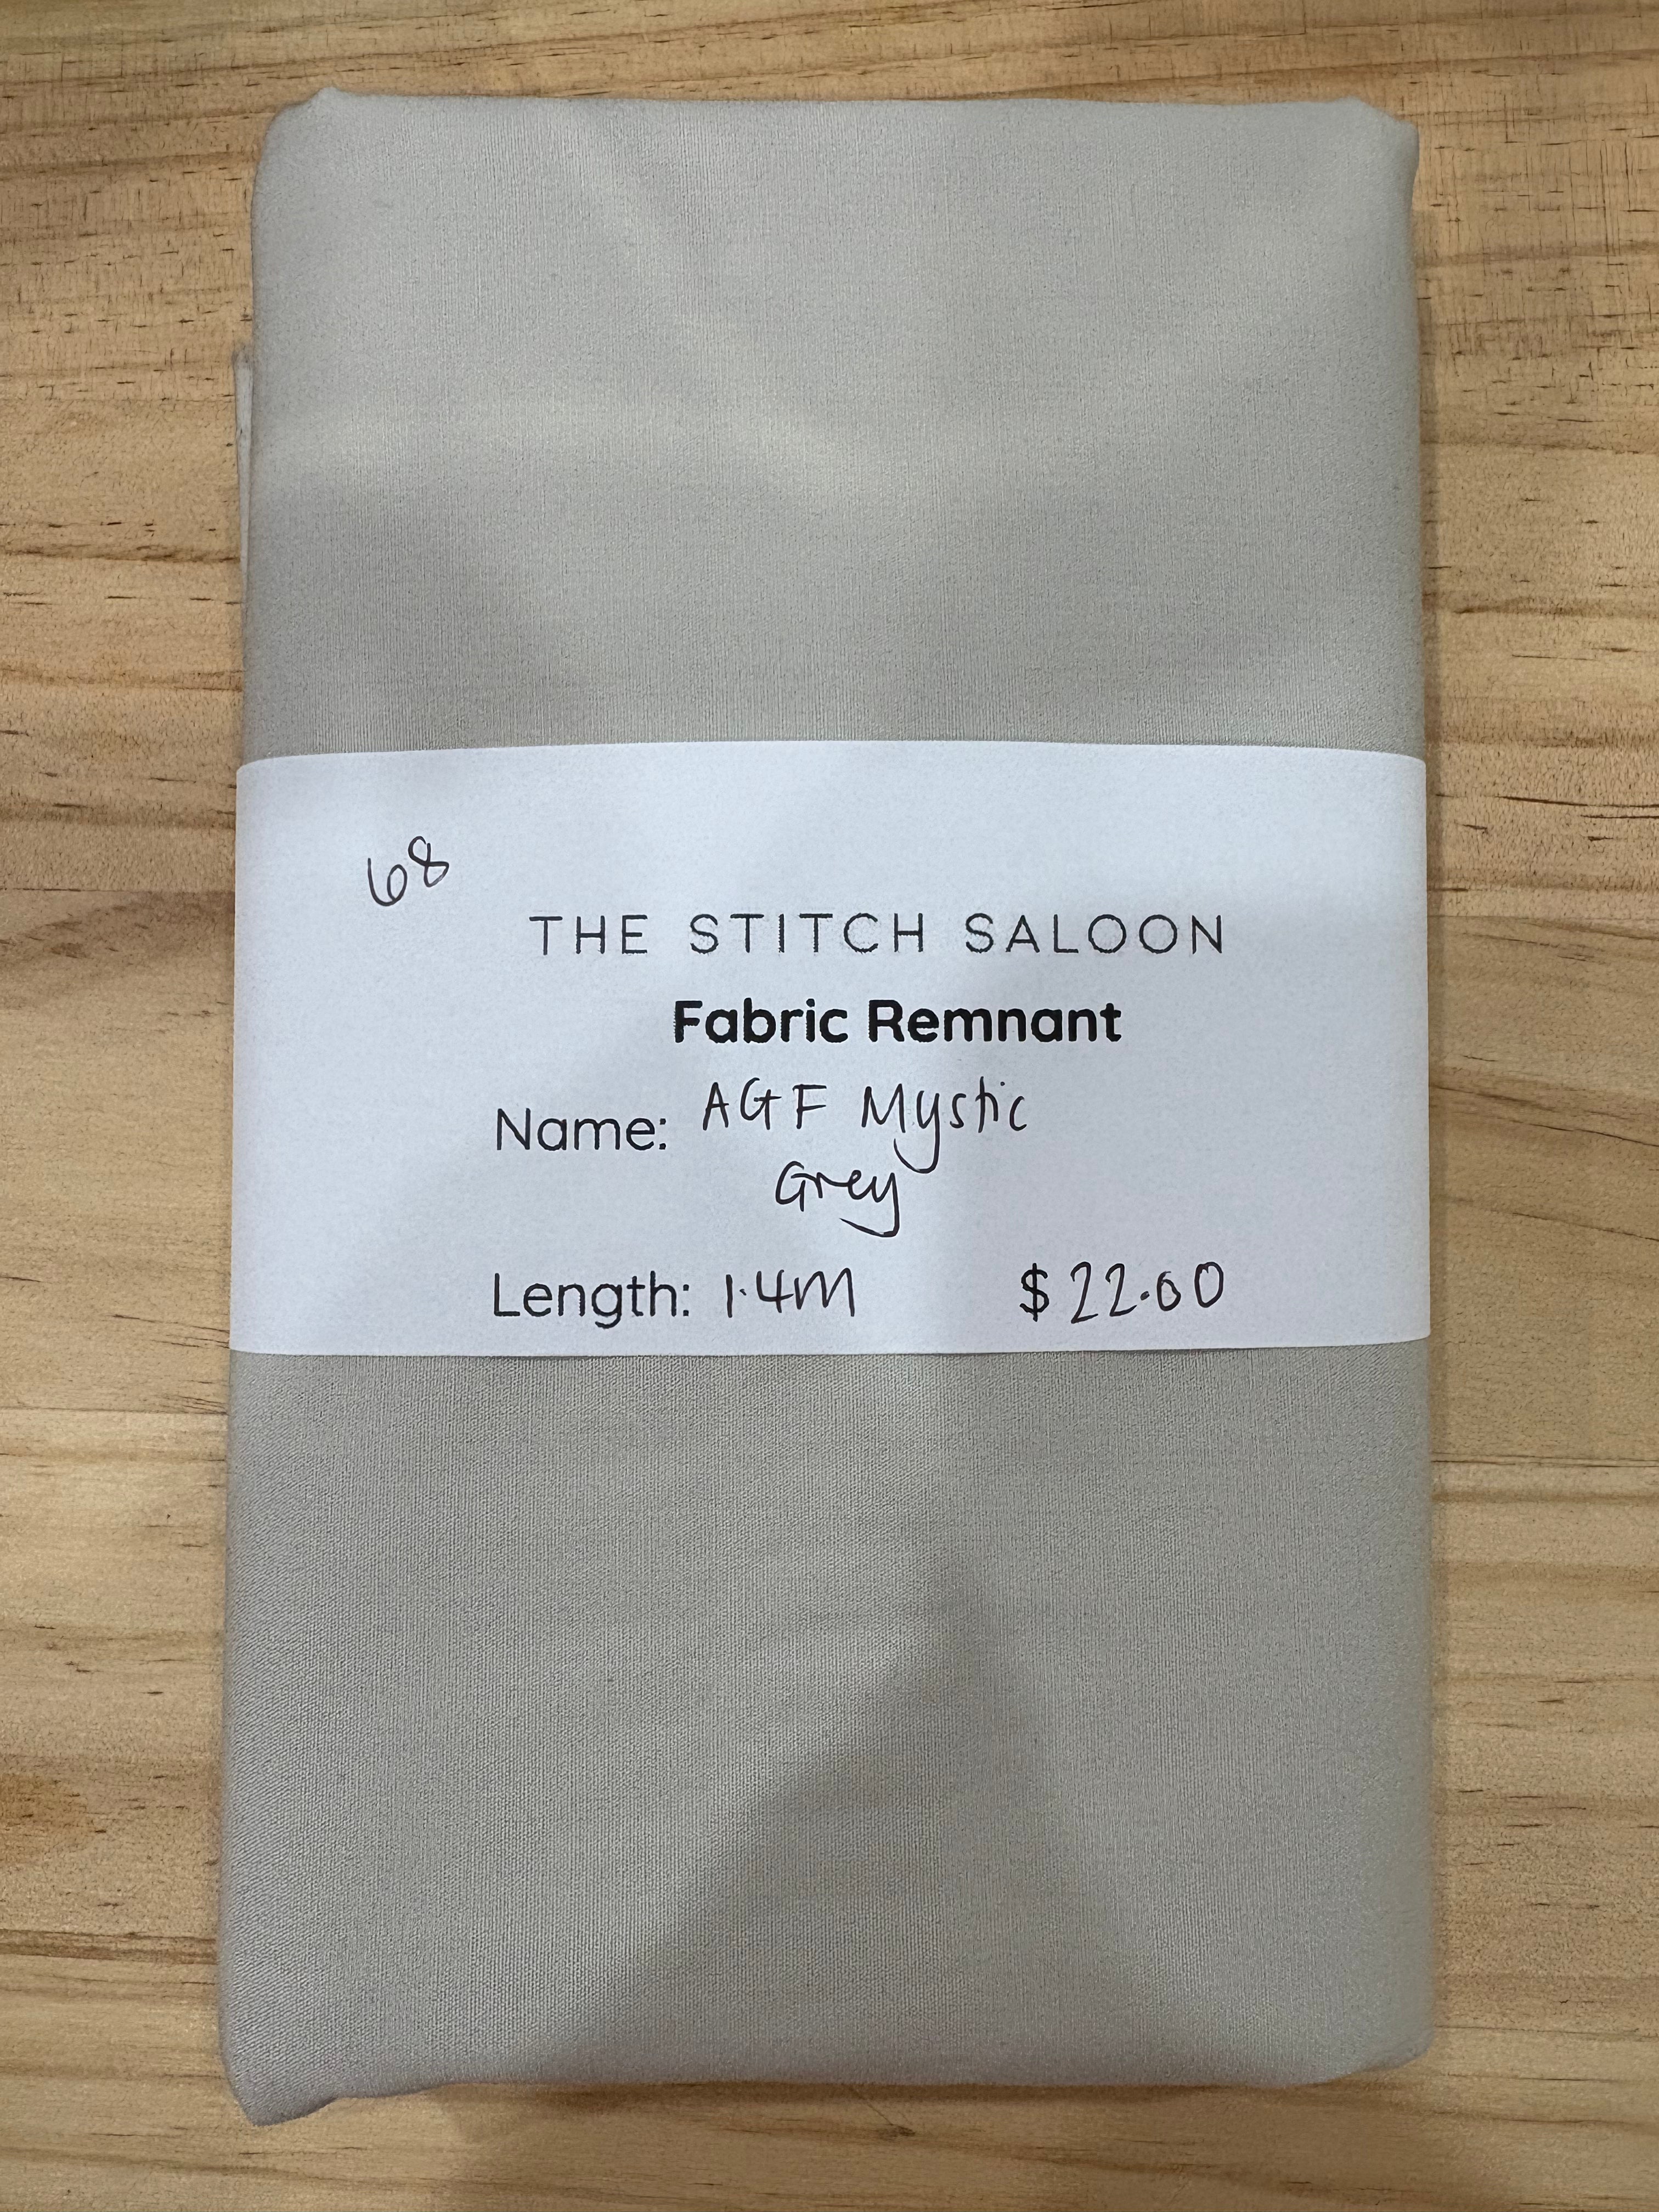 68
THE STITCH SALOON
Fabric Remnant
Name: AGF Mystic
Grey
Length: 1.4m $22.00